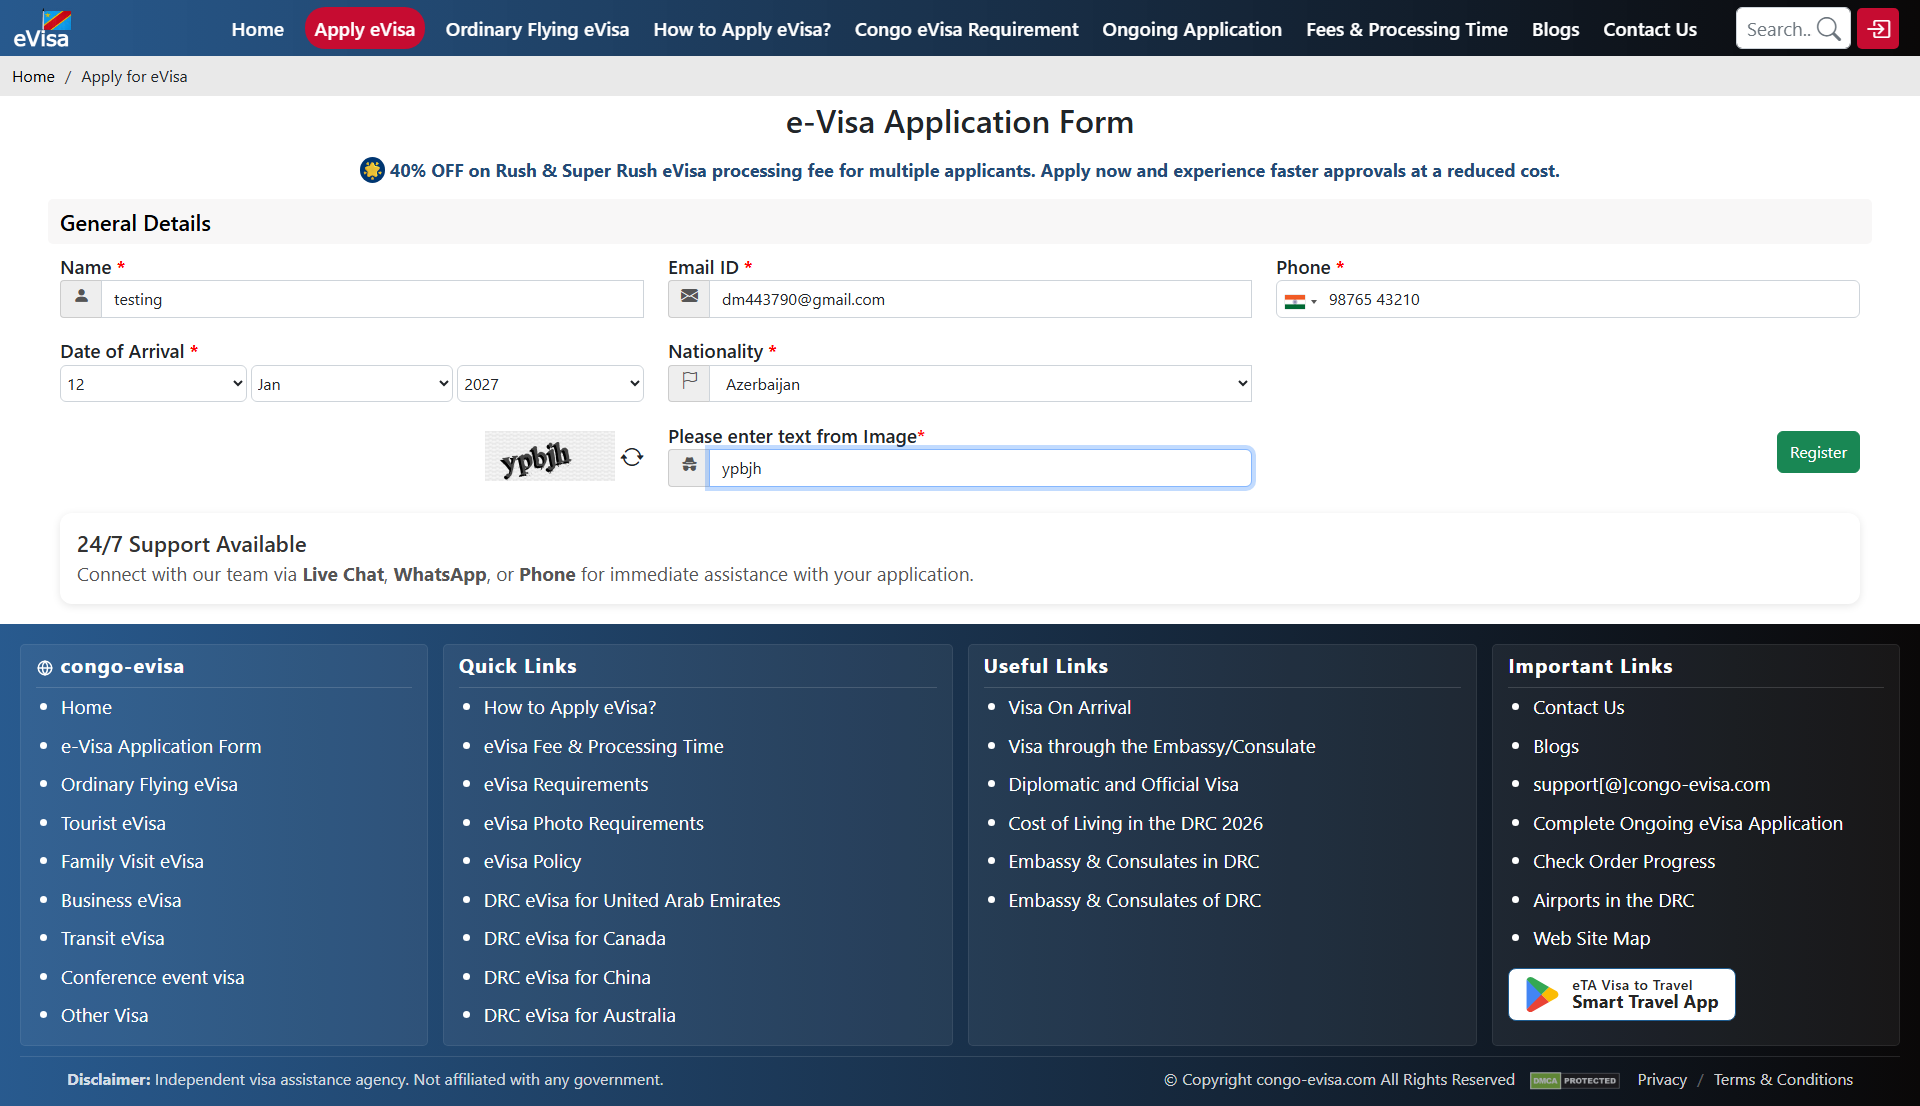 eVisa
Home
Apply eVisa
Ordinary Flying eVisa
How to Apply eVisa?
Congo eVisa Requirement
Ongoing Application
Fees & Processing Time
Blogs
Contact Us
Search..
Home / Apply for eVisa
e-Visa Application Form
40% OFF on Rush & Super Rush eVisa processing fee for multiple applicants. Apply now and experience faster approvals at a reduced cost.
General Details
Name *
testing
Email ID *
dm443790@gmail.com
Phone *
98765 43210
Date of Arrival *
12
Jan
2027
Nationality *
Azerbaijan
ypbjh
Please enter text from Image*
ypbjh
Register
24/7 Support Available
Connect with our team via Live Chat, WhatsApp, or Phone for immediate assistance with your application.
congo-evisa
Home
e-Visa Application Form
Ordinary Flying eVisa
Tourist eVisa
Family Visit eVisa
Business eVisa
Transit eVisa
Conference event visa
Other Visa
Quick Links
How to Apply eVisa?
eVisa Fee & Processing Time
eVisa Requirements
eVisa Photo Requirements
eVisa Policy
DRC eVisa for United Arab Emirates
DRC eVisa for Canada
DRC eVisa for China
DRC eVisa for Australia
Useful Links
Visa On Arrival
Visa through the Embassy/Consulate
Diplomatic and Official Visa
Cost of Living in the DRC 2026
Embassy & Consulates in DRC
Embassy & Consulates of DRC
Important Links
Contact Us
Blogs
support[@]congo-evisa.com
Complete Ongoing eVisa Application
Check Order Progress
Airports in the DRC
Web Site Map
eTA Visa to Travel
Smart Travel App
Disclaimer: Independent visa assistance agency. Not affiliated with any government.
© Copyright congo-evisa.com All Rights Reserved
DMCA PROTECTED
Privacy / Terms & Conditions